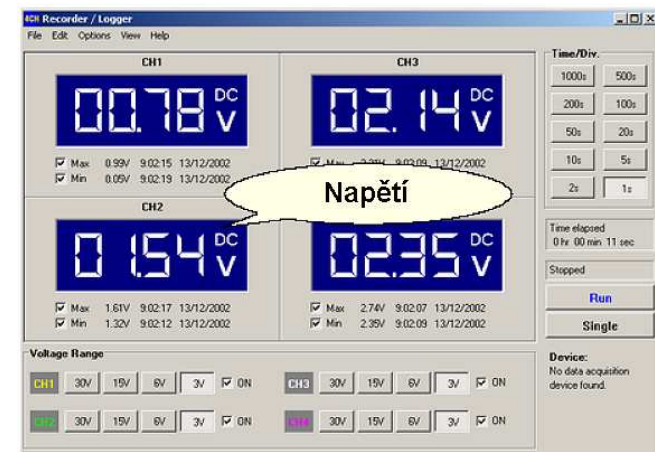 4CH Recorder / Logger
File Edit Options View Help
CH1
00.78 DC V
Max 0.99V 9:02:15 13/12/2002
Min 0.05V 9:02:19 13/12/2002
CH3
02.14 DC V
9:03:09 13/12/2002
Napětí
CH2
01.54 DC V
Max 1.61V 9:02:17 13/12/2002
Min 1.32V 9:02:12 13/12/2002
02.35 DC V
Max 2.74V 9:02:07 13/12/2002
Min 2.35V 9:02:09 13/12/2002
Time/Div.
1000s 500s
200s 100s
50s 20s
10s 5s
2s 1s
Time elapsed
0 hr 00 min 11 sec
Stopped
Run
Single
Voltage Range
CH1 30V 15V 6V 3V ON
CH3 30V 15V 6V 3V ON
CH2 30V 15V 6V 3V ON
CH4 30V 15V 6V 3V ON
Device:
No data acquisition
device found.